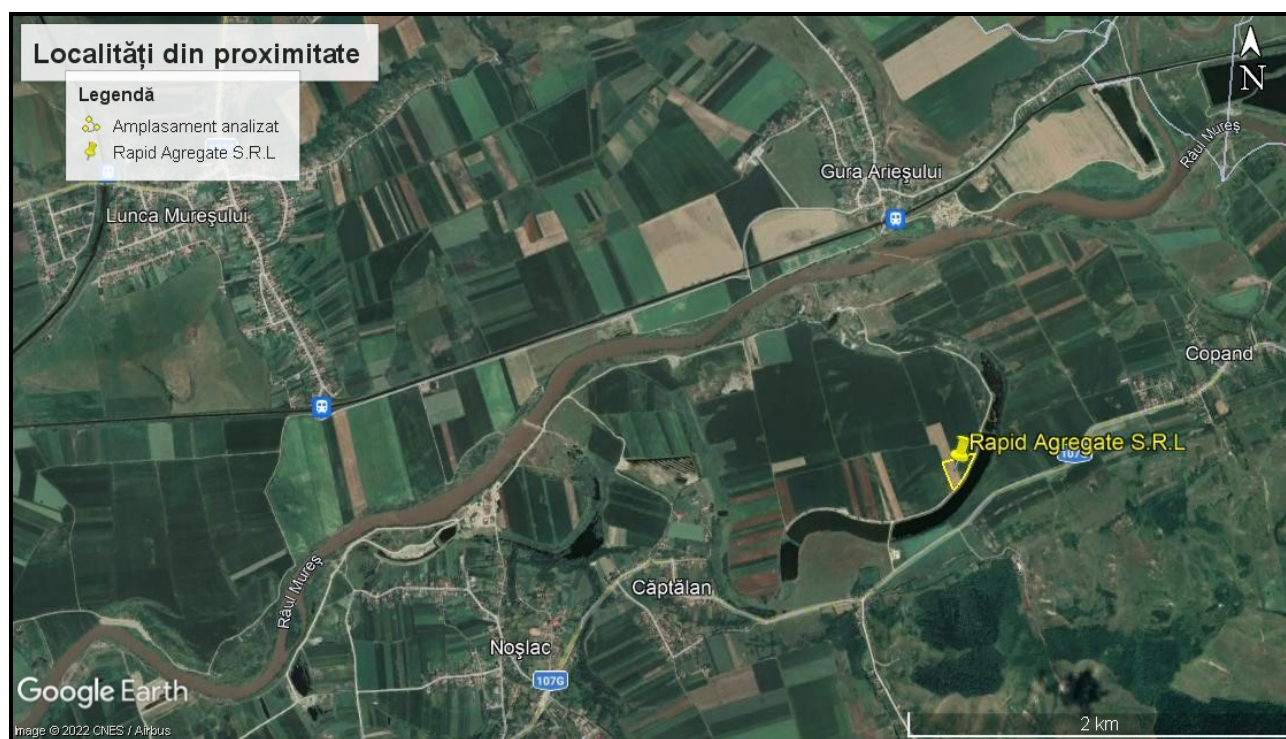 Localități din proximitate
Legendă
Amplasament analizat
Rapid Agregate S.R.L
N
Râul Mureș
Gura Arieșului
Lunca Mureșului
Copand
Rapid Agregate S.R.L
Râul Mureș
Căptălan
Noșlac
107G
Google Earth
Image © 2022 CNES / Airbus
2 km